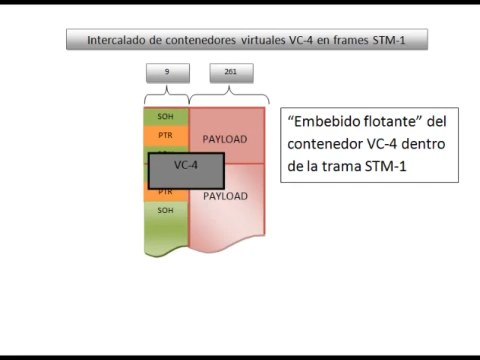 Intercalado de contenedores virtuales VC-4 en frames STM-1
9
261
SOH
PTR
PAYLOAD
“Embebido flotante” del
contenedor VC-4 dentro
de la trama STM-1
VC-4
PTR
PAYLOAD
SOH